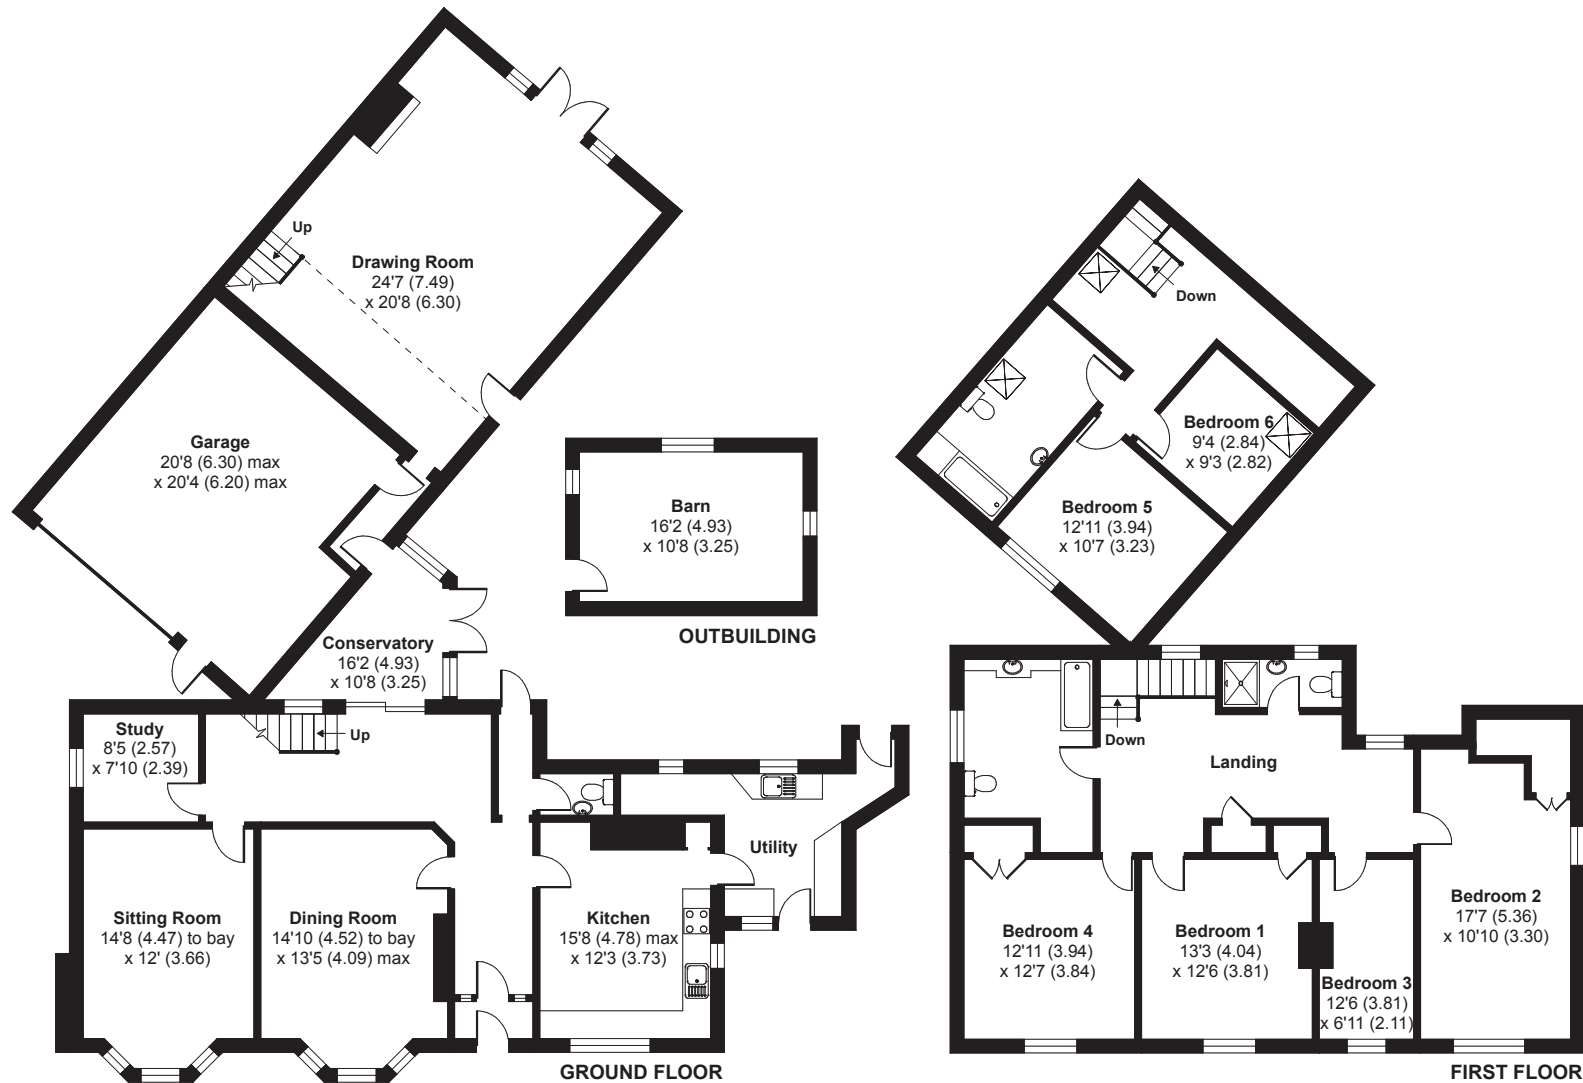 Up
Drawing Room
24'7 (7.49)
x 20'8 (6.30)
Garage
20'8 (6.30) max
x 20'4 (6.20) max
Barn
16'2 (4.93)
x 10'8 (3.25)
OUTBUILDING
Conservatory
16'2 (4.93)
x 10'8 (3.25)
Study
8'5 (2.57)
x 7'10 (2.39)
Up
Utility
Sitting Room
14'8 (4.47) to bay
x 12' (3.66)
Dining Room
14'10 (4.52) to bay
x 13'5 (4.09) max
Kitchen
15'8 (4.78) max
x 12'3 (3.73)
GROUND FLOOR
Down
Bedroom 6
9'4 (2.84)
x 9'3 (2.82)
Bedroom 5
12'11 (3.94)
x 10'7 (3.23)
Down
Landing
Bedroom 4
12'11 (3.94)
x 12'7 (3.84)
Bedroom 1
13'3 (4.04)
x 12'6 (3.81)
Bedroom 3
12'6 (3.81)
x 6'11 (2.11)
Bedroom 2
17'7 (5.36)
x 10'10 (3.30)
FIRST FLOOR